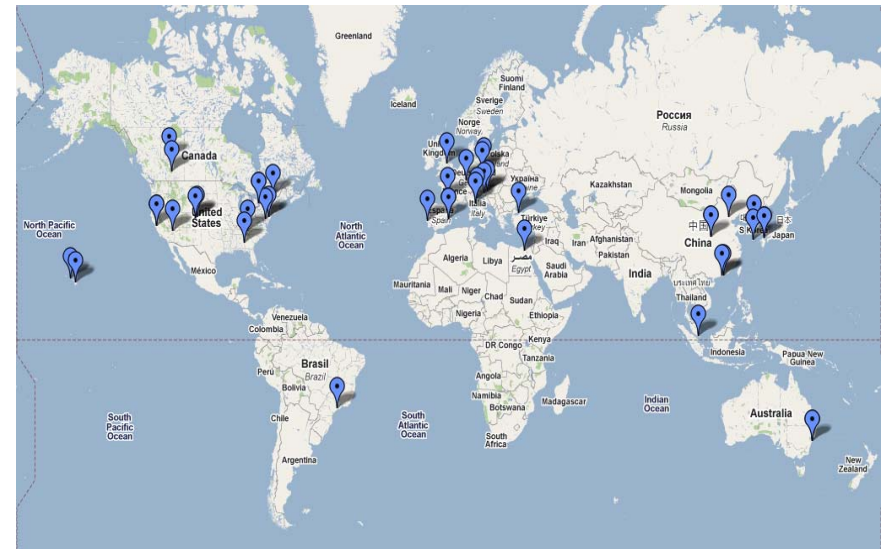 Greenland
Iceland
Suomi
Finland
Sverige
Sweden
Norge
Norway
Россия
Russia
United
Kingdom
Canada
Україна
Kazakhstan
Mongolia
United
States
North Pacific
Ocean
North
Atlantic
Ocean
España
Spain
Italia
Italy
Türkiye
Iraq
Iran
Afghanistan
Pakistan
中国
China
S Korea
日本
Japan
México
Algeria
Libya
مصر
Egypt
Saudi
Arabia
India
Thailand
Mauritania
Mali
Niger
Chad
Sudan
Nigeria
Ethiopia
Venezuela
Colombia
DR Congo
Kenya
Tanzania
Indonesia
Papua New
Guinea
Brasil
Brazil
Perú
Bolivia
Angola
Namibia
Botswana
Madagascar
Indian
Ocean
South
Pacific
Ocean
Chile
South
Atlantic
Ocean
Australia
South
Africa
Argentina
New
Zealand